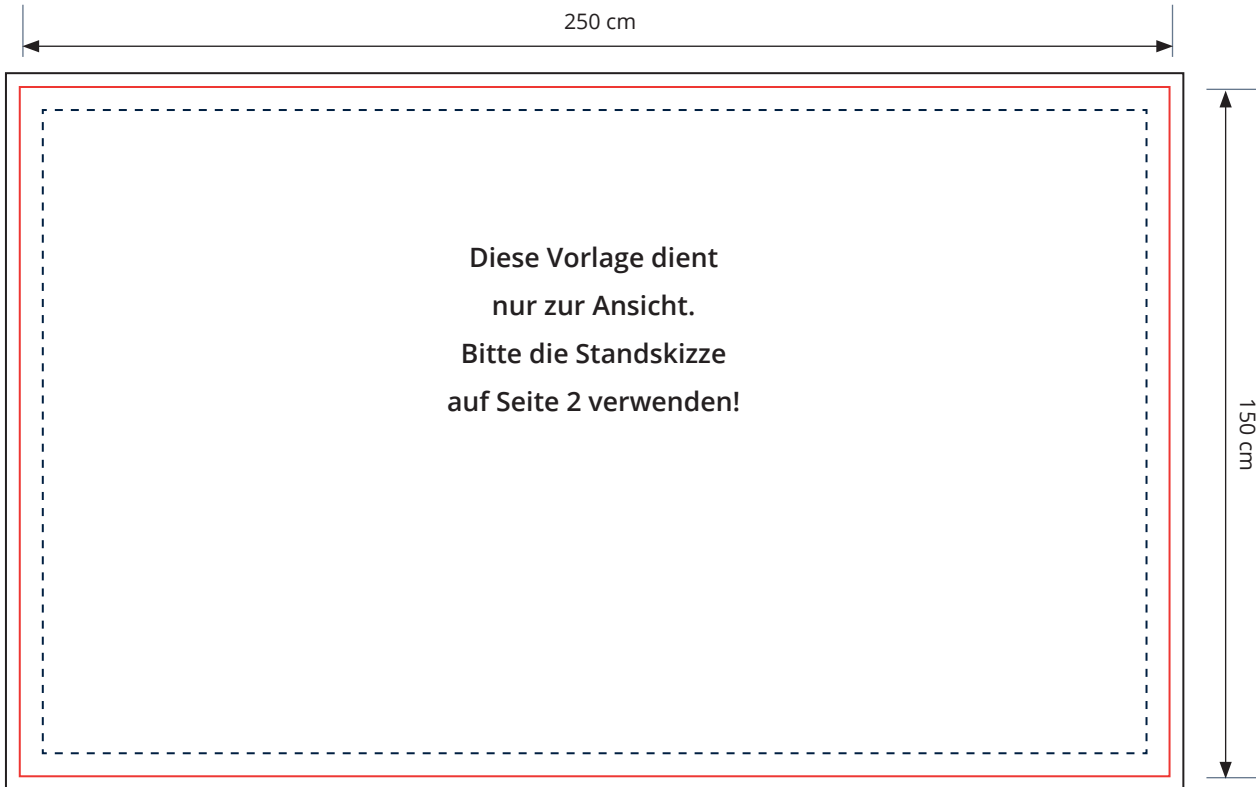 250 cm
Diese Vorlage dient
nur zur Ansicht.
Bitte die Standskizze
auf Seite 2 verwenden!
150 cm